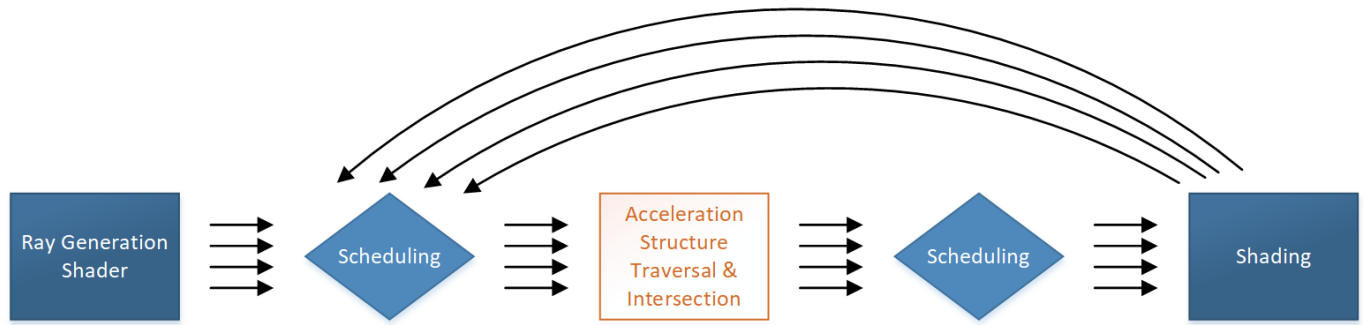 Ray Generation
Shader
Scheduling
Acceleration
Structure
Traversal &
Intersection
Scheduling
Shading